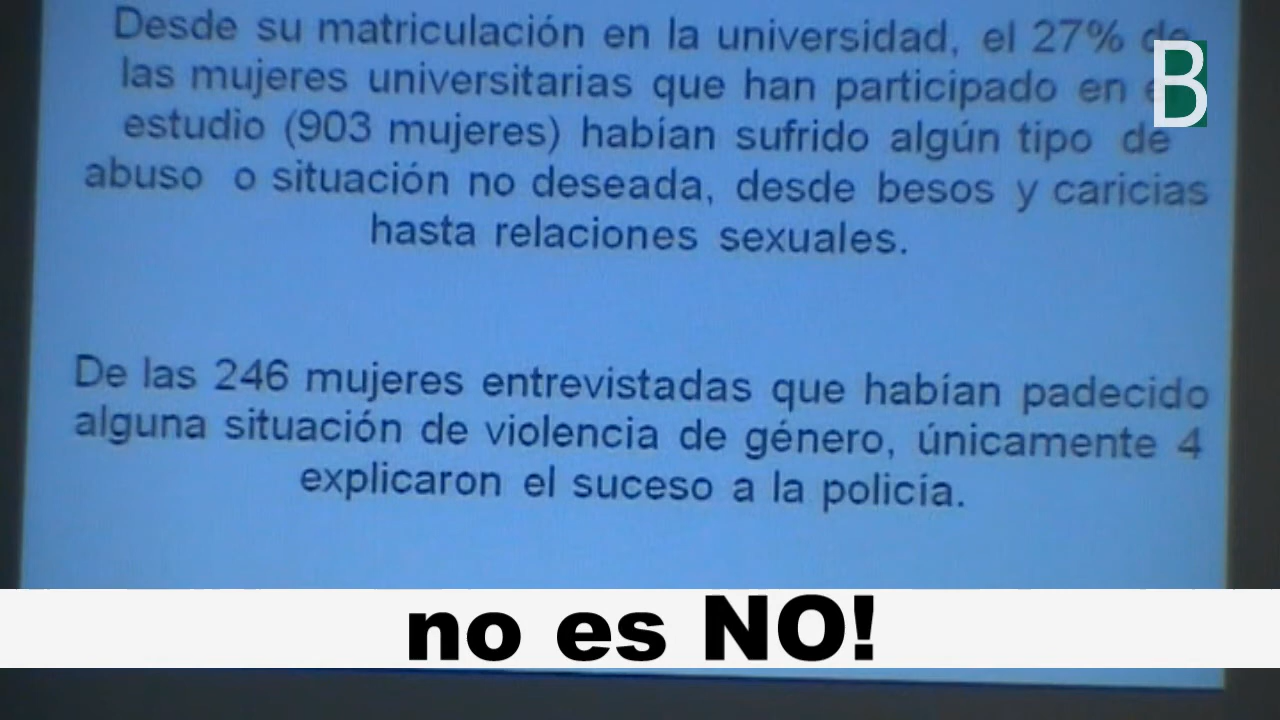 Desde su matriculación en la universidad, el 27% de
las mujeres universitarias que han participado en
estudio (903 mujeres) habían sufrido algún tipo de
abuso o situación no deseada, desde besos y caricias
hasta relaciones sexuales.
De las 246 mujeres entrevistadas que habían padecido
alguna situación de violencia de género, únicamente 4
explicaron el suceso a la policía.
no es NO!
B